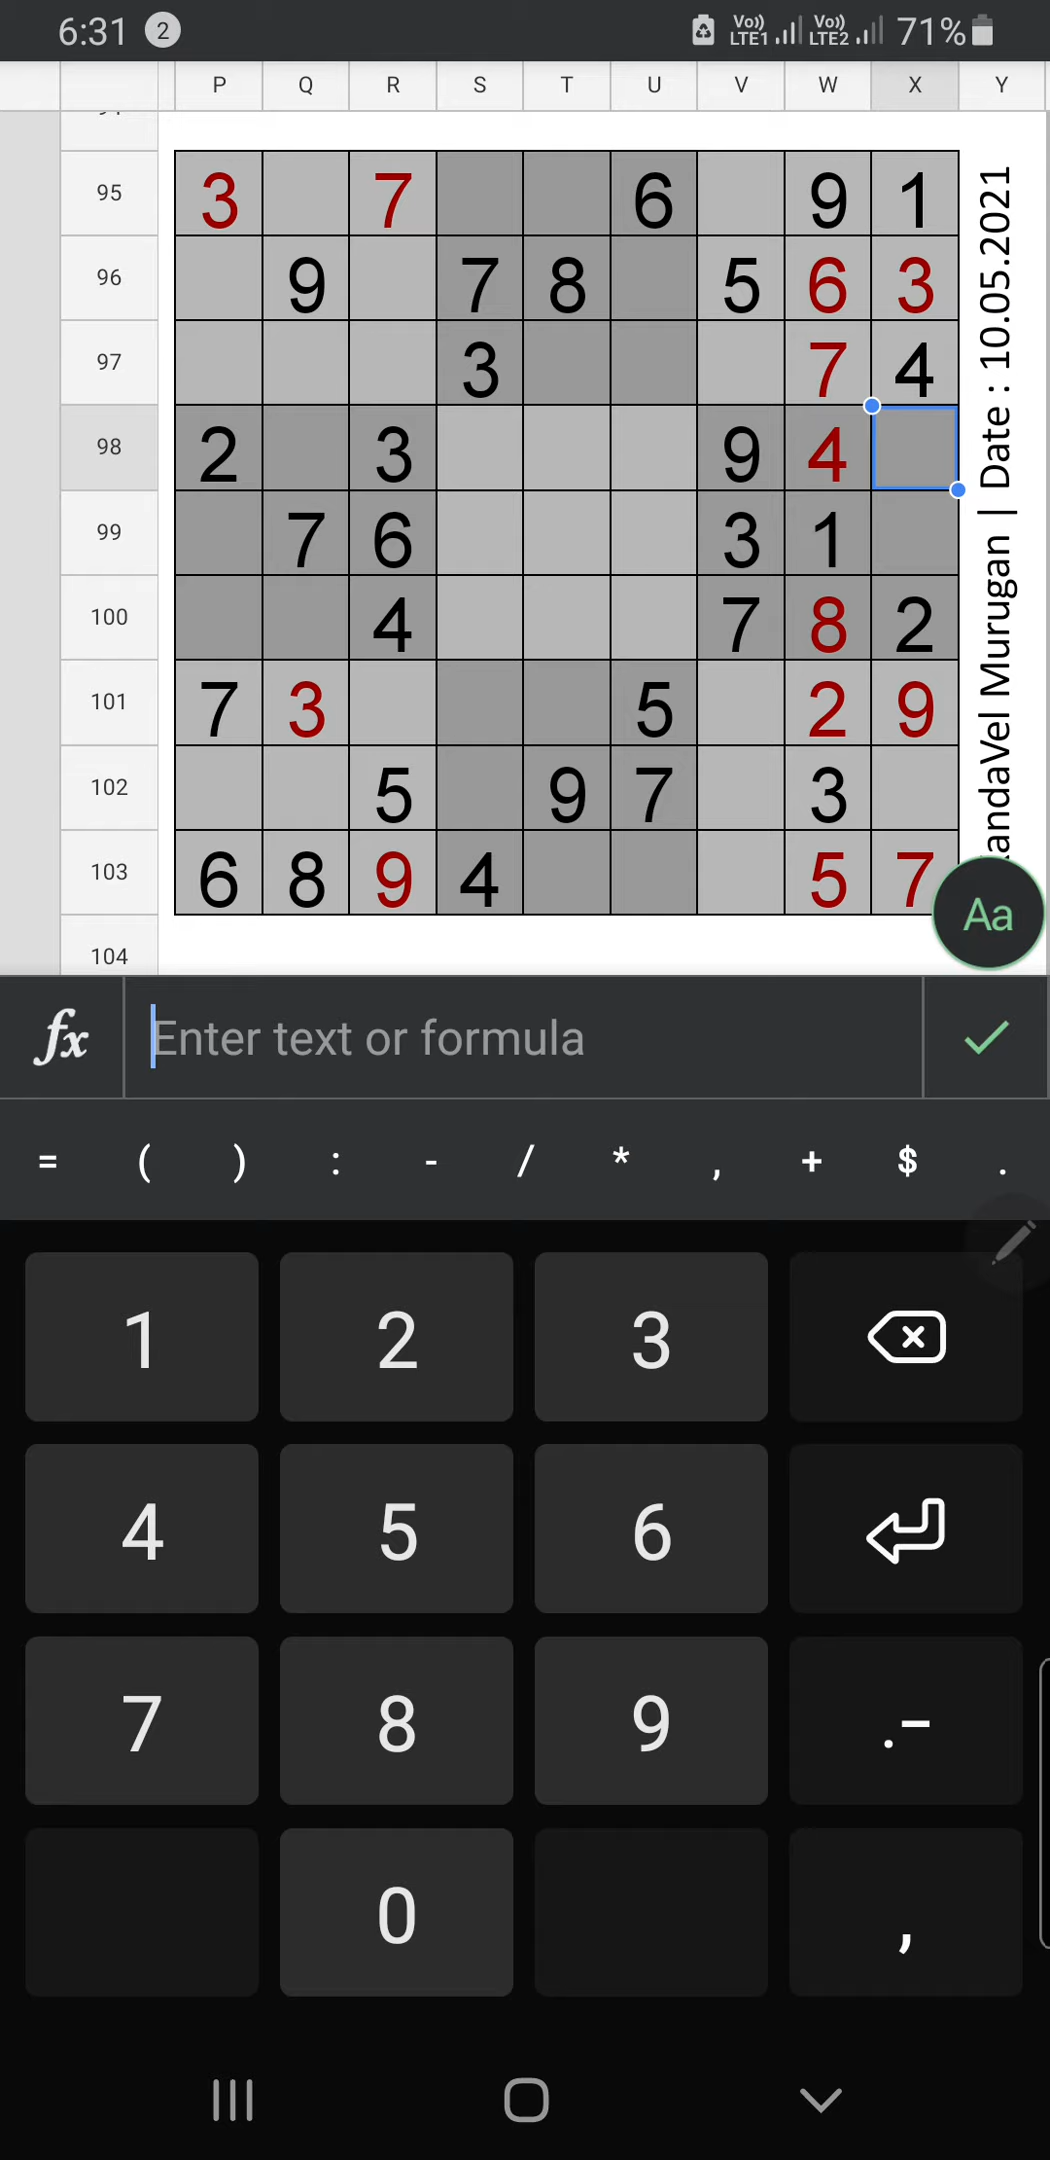 6:31 2 Vo)) LTE1 Vo)) LTE2 71%
P Q R S T U V W X Y
95 3 7 6 9 1
96 9 7 8 5 6 3
97 3 7 4
98 2 3 9 4
99 7 6 3 1
100 4 7 8 2
101 7 3 5 2 9
102 5 9 7 3
103 6 8 9 4 5 7
104
andaVel Murugan | Date : 10.05.2021
Aa
fx Enter text or formula
= ( ) : - / * , + $ .
1 2 3
4 5 6
7 8 9 .-
0 ,